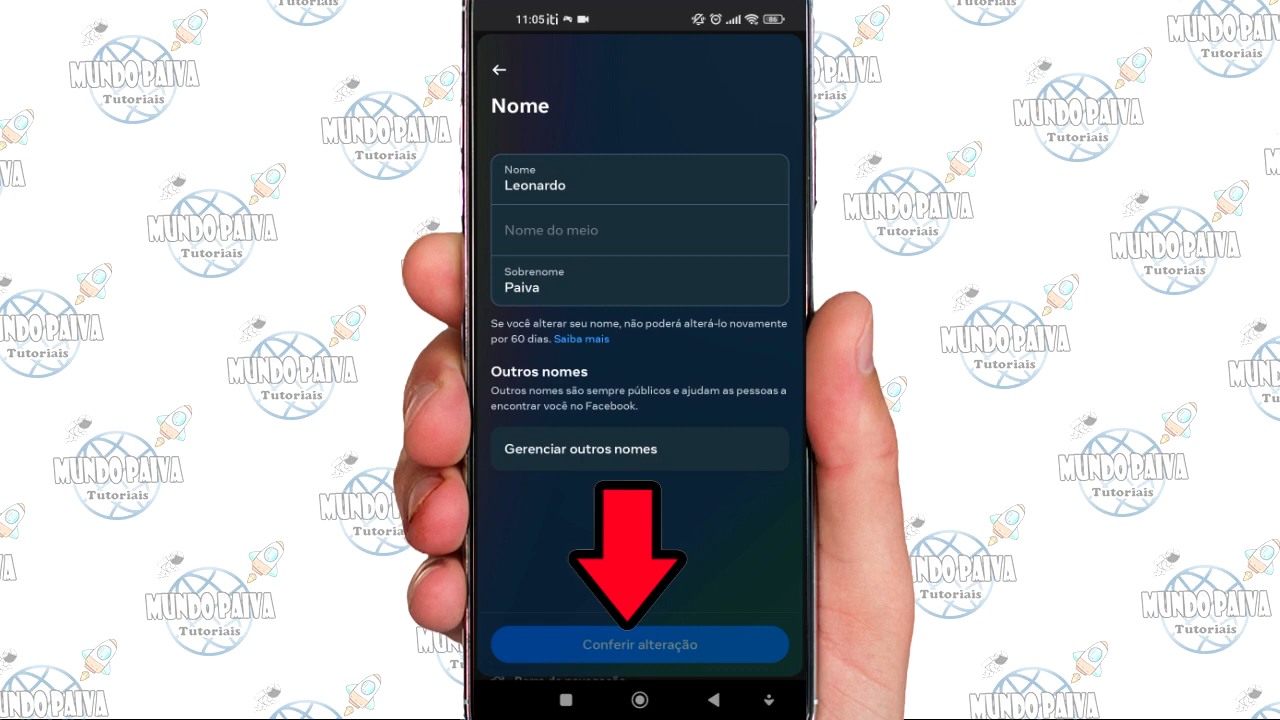 11:05
86
Nome
Nome
Leonardo
Nome do meio
Sobrenome
Paiva
Se você alterar seu nome, não poderá alterá-lo novamente
por 60 dias. Saiba mais
Outros nomes
Outros nomes são sempre públicos e ajudam as pessoas a
encontrar você no Facebook.
Gerenciar outros nomes
Conferir alteração
MUNDO PAIVA
Tutoriais